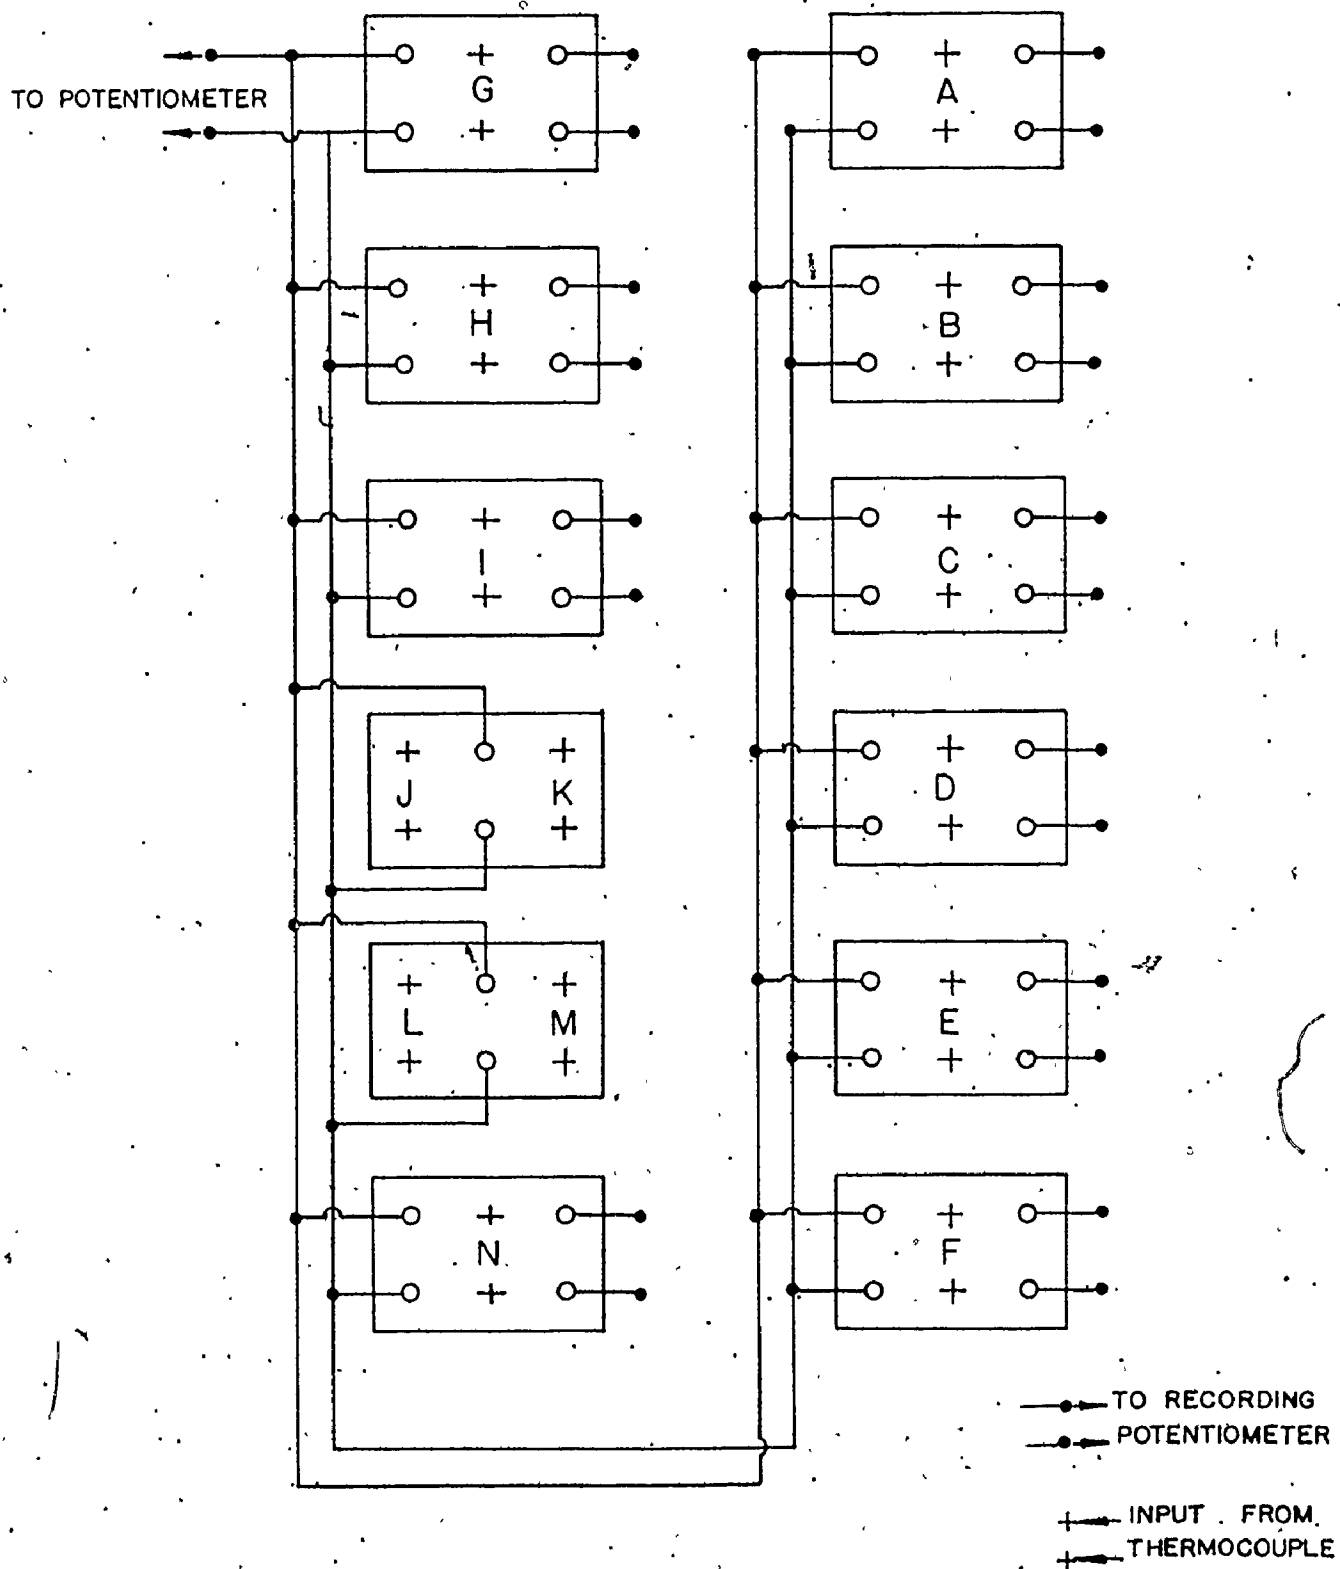 TO POTENTIOMETER
G
A
H
B
I
C
J K
D
L M
E
N
F
TO RECORDING
POTENTIOMETER
INPUT . FROM.
THERMOCOUPLE